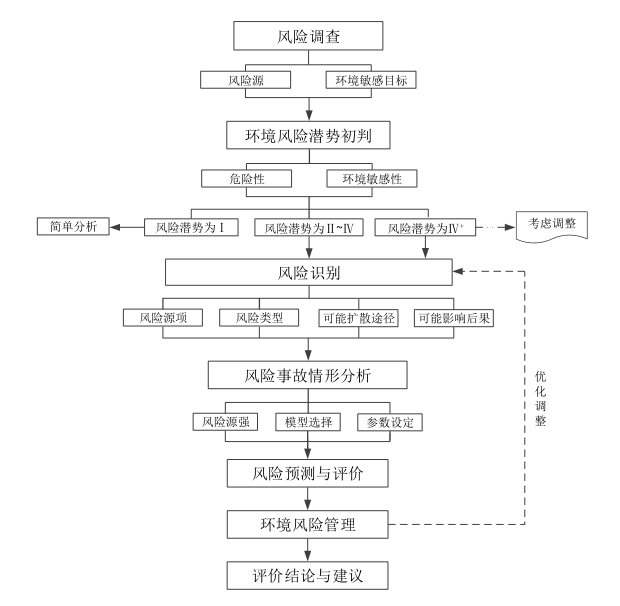 风险调查
风险源
环境敏感目标
环境风险潜势初判
危险性
环境敏感性
简单分析
风险潜势为Ⅰ
风险潜势为Ⅱ~Ⅳ
风险潜势为Ⅳ⁺
考虑调整
风险识别
风险源项
风险类型
可能扩散途径
可能影响后果
风险事故情形分析
优化调整
风险源强
模型选择
参数设定
风险预测与评价
环境风险管理
评价结论与建议